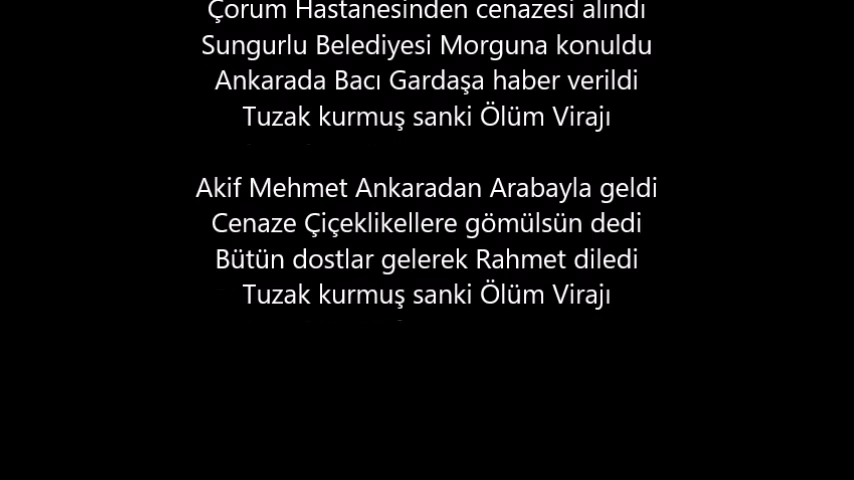 Çorum Hastanesinden cenazesi alındı
Sungurlu Belediyesi Morguna konuldu
Ankarada Bacı Gardaşa haber verildi
Tuzak kurmuş sanki Ölüm Virajı
Akif Mehmet Ankaradan Arabayla geldi
Cenaze Çiçeklikellere gömülsün dedi
Bütün dostlar gelerek Rahmet diledi
Tuzak kurmuş sanki Ölüm Virajı